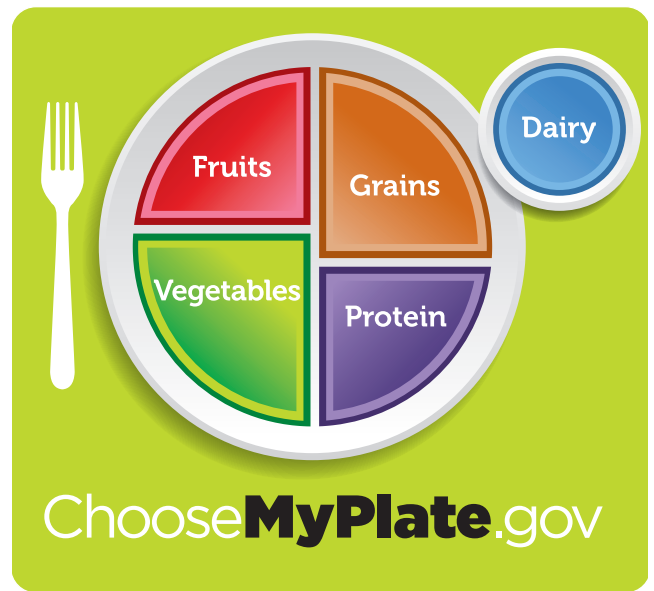 Fruits
Grains
Dairy
Vegetables
Protein
ChooseMyPlate.gov